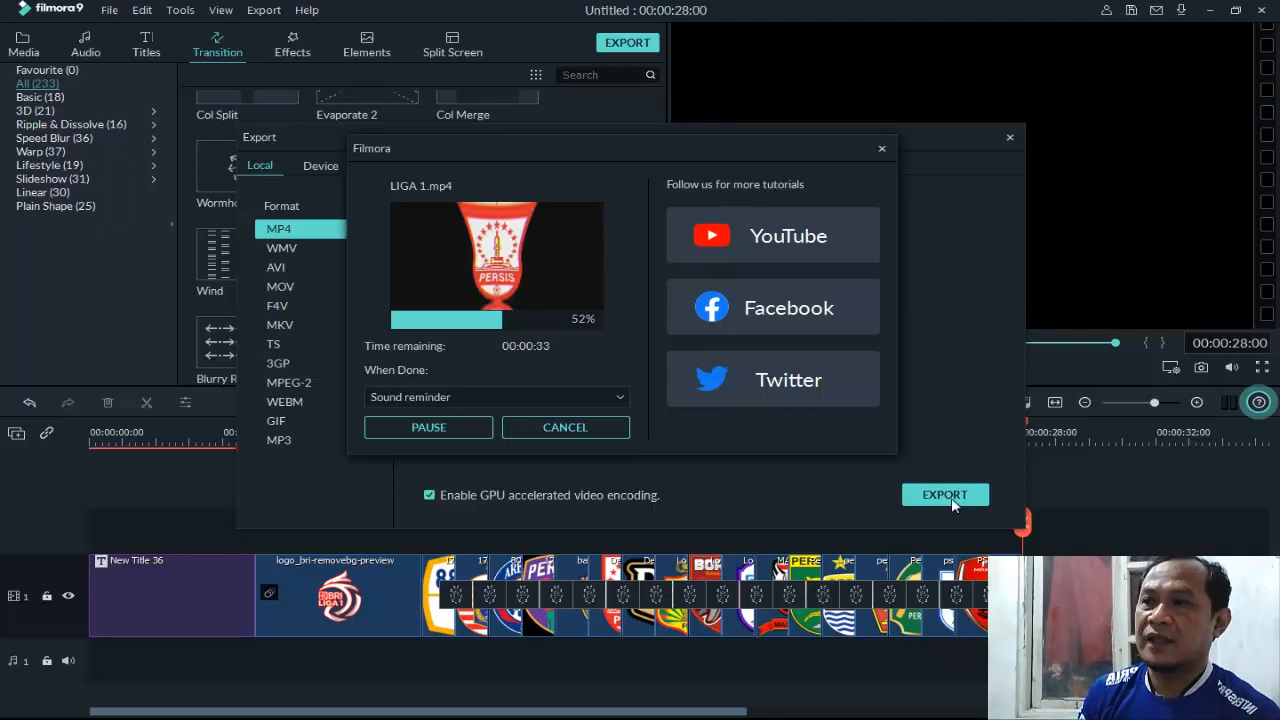 filmora9 File Edit Tools View Export Help Untitled : 00:00:28:00
Media Audio Titles Transition Effects Elements Split Screen EXPORT
Favourite (0)
All (233)
Basic (18)
3D (21)
Ripple & Dissolve (16)
Speed Blur (36)
Warp (37)
Lifestyle (19)
Slideshow (31)
Linear (30)
Plain Shape (25)
Search
Col Split Evaporate 2 Col Merge
Wormho
Wind
Blurry R
Export
Local Device
Format
MP4
WMV
AVI
MOV
F4V
MKV
TS
3GP
MPEG-2
WEBM
GIF
MP3
Filmora
LIGA 1.mp4
PERSIS
52%
Time remaining: 00:00:33
When Done:
Sound reminder
PAUSE CANCEL
Follow us for more tutorials
YouTube
Facebook
Twitter
Enable GPU accelerated video encoding.
EXPORT
00:00:28:00
00:00:00:00 00:00:28:00 00:00:32:00
New Title 36 logo_bri-removebg-preview
BRI
LIGA 1
1
1